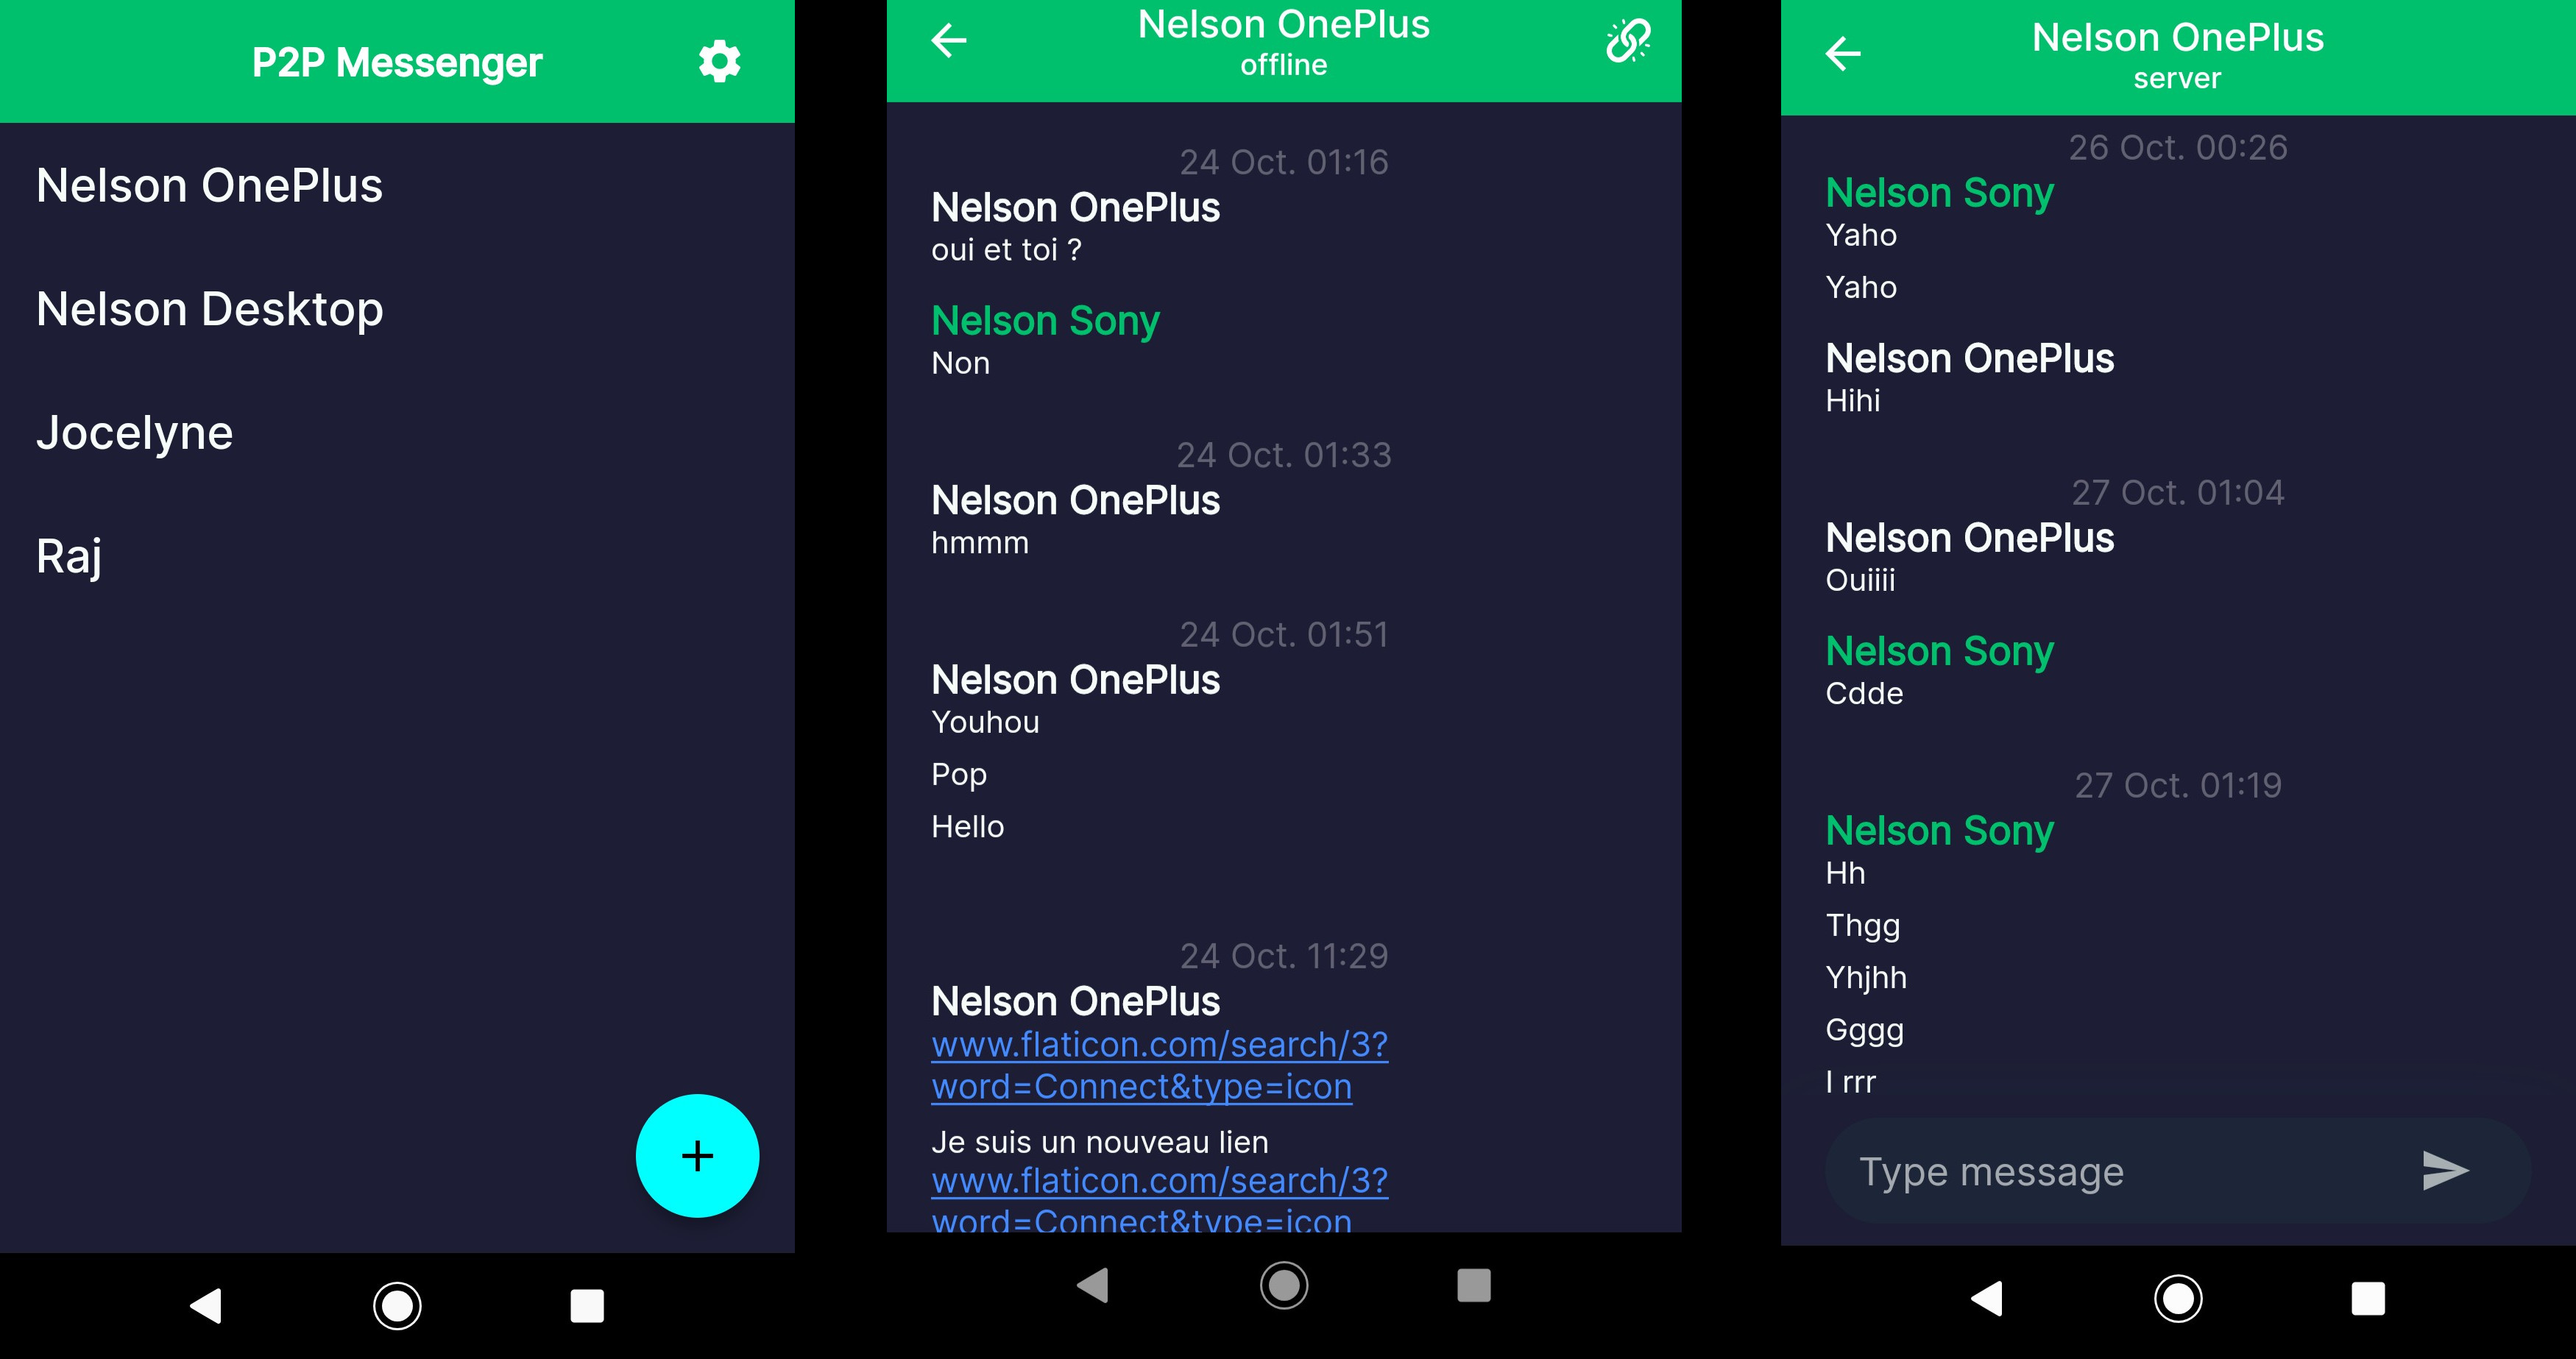 P2P Messenger
Nelson OnePlus
Nelson Desktop
Jocelyne
Raj
Nelson OnePlus
offline
24 Oct. 01:16
Nelson OnePlus
oui et toi ?
Nelson Sony
Non
24 Oct. 01:33
Nelson OnePlus
hmmm
24 Oct. 01:51
Nelson OnePlus
Youhou
Pop
Hello
24 Oct. 11:29
Nelson OnePlus
www.flaticon.com/search/3?
word=Connect&type=icon
Je suis un nouveau lien
www.flaticon.com/search/3?
word=Connect&type=icon
Nelson OnePlus
server
26 Oct. 00:26
Nelson Sony
Yaho
Yaho
Nelson OnePlus
Hihi
27 Oct. 01:04
Nelson OnePlus
Ouiiii
Nelson Sony
Cdde
27 Oct. 01:19
Nelson Sony
Hh
Thgg
Yhjhh
Gggg
I rrr
Type message